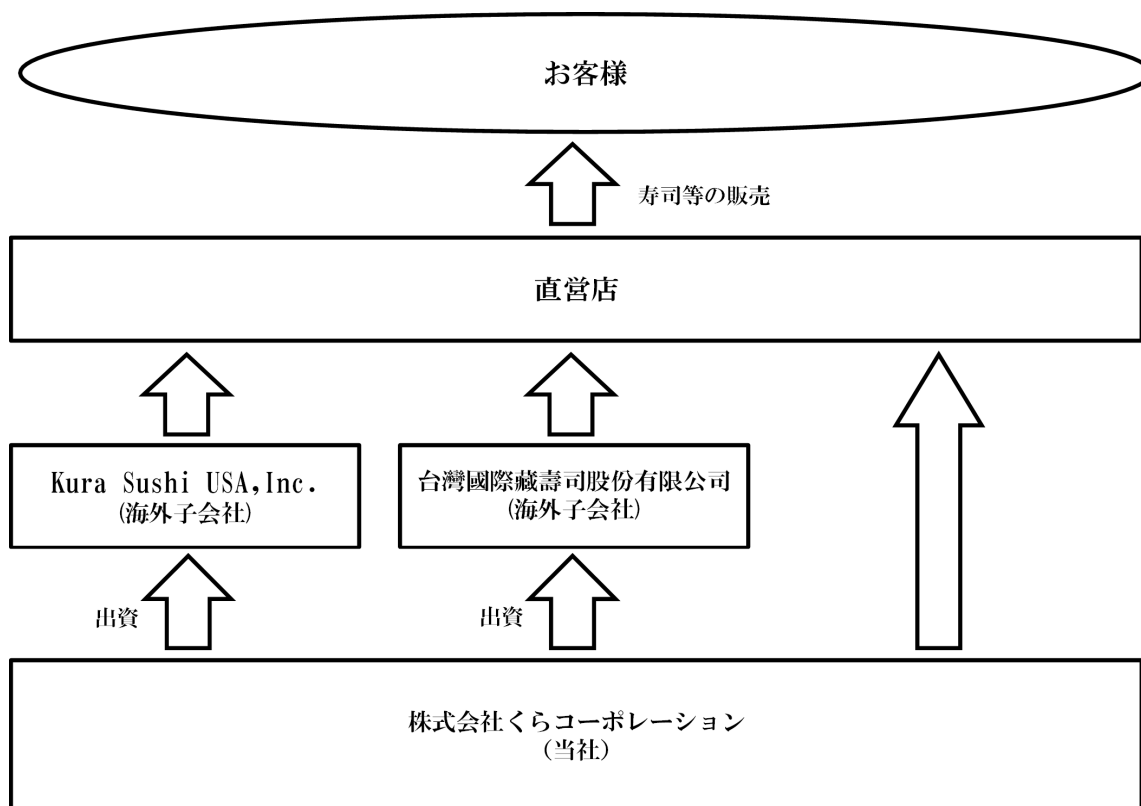 お客様
寿司等の販売
直営店
Kura Sushi USA,Inc.
(海外子会社)
台灣國際藏壽司股份有限公司
(海外子会社)
出資
出資
株式会社くらコーポレーション
(当社)